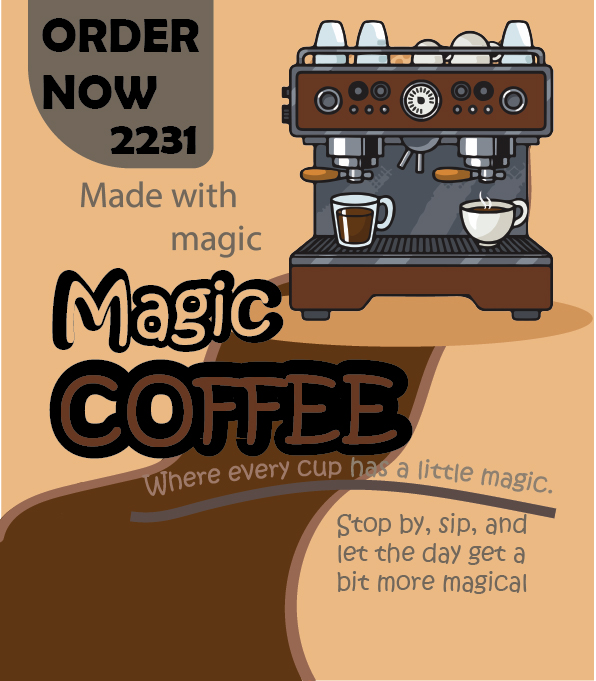 ORDER
NOW
2231
Made with
magic
Magic
COFFEE
Where every cup has a little magic.
Stop by, sip, and
let the day get a
bit more magical